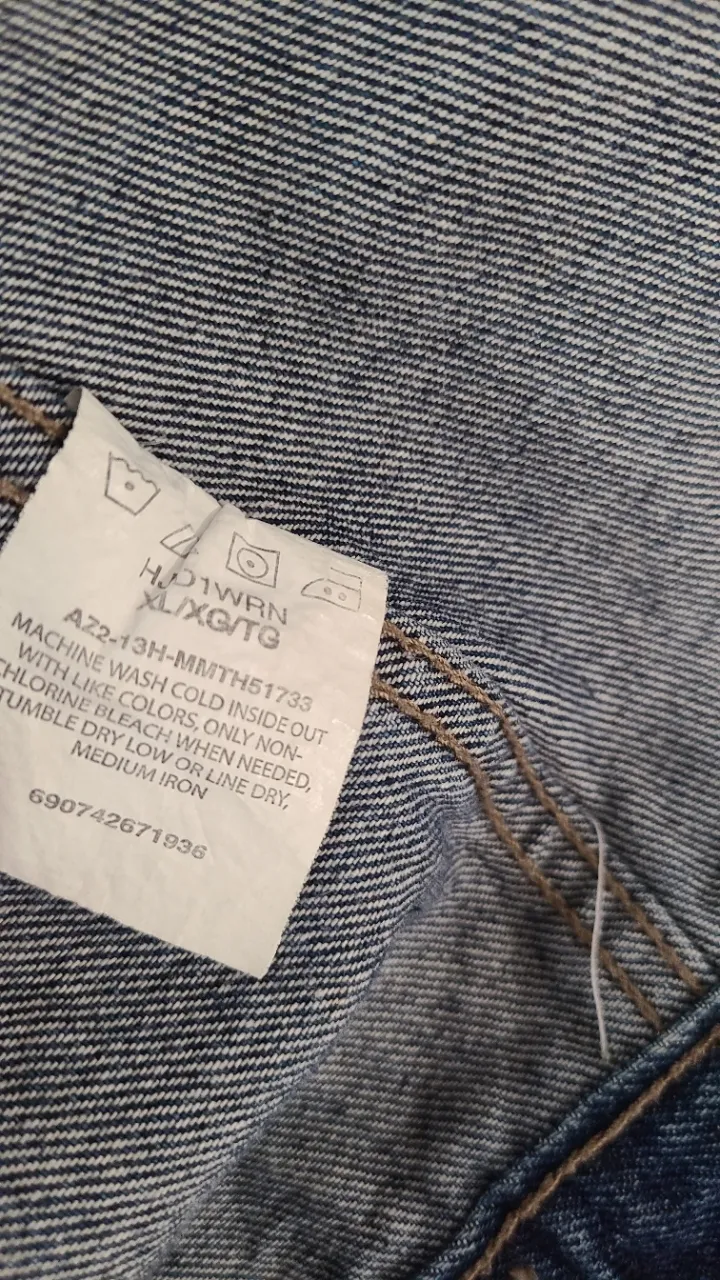 HJD1WRN
XL/XG/TG
AZ2-13H-MMTH51733
MACHINE WASH COLD INSIDE OUT
WITH LIKE COLORS, ONLY NON-
CHLORINE BLEACH WHEN NEEDED,
TUMBLE DRY LOW OR LINE DRY,
MEDIUM IRON
690742671936